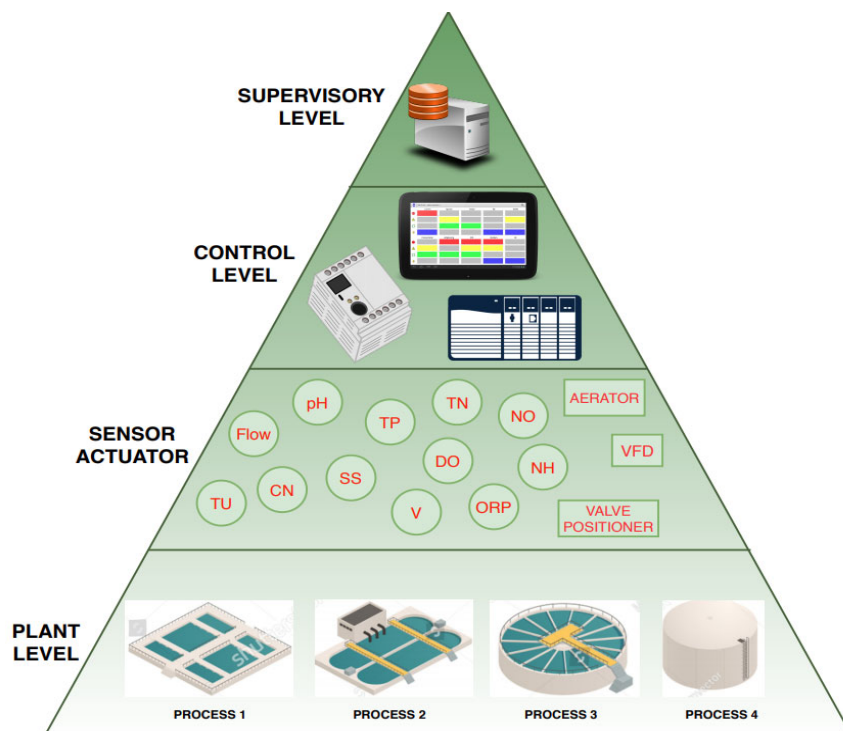 SUPERVISORY
LEVEL
CONTROL
LEVEL
SENSOR
ACTUATOR
pH
TP
TN
NO
AERATOR
Flow
VFD
TU
CN
SS
DO
NH
V
ORP
VALVE
POSITIONER
PLANT
LEVEL
PROCESS 1
PROCESS 2
PROCESS 3
PROCESS 4